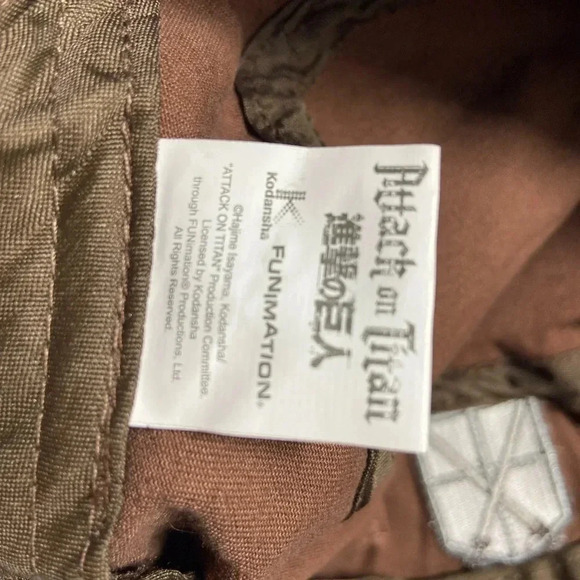 Attack on Titan
進撃の巨人
Kodansha
FUNiMATION®
©Hajime Isayama, Kodansha/
"ATTACK ON TITAN" Production Committee.
Licensed by Kodansha
through FUNimation® Productions, Ltd.
All Rights Reserved.